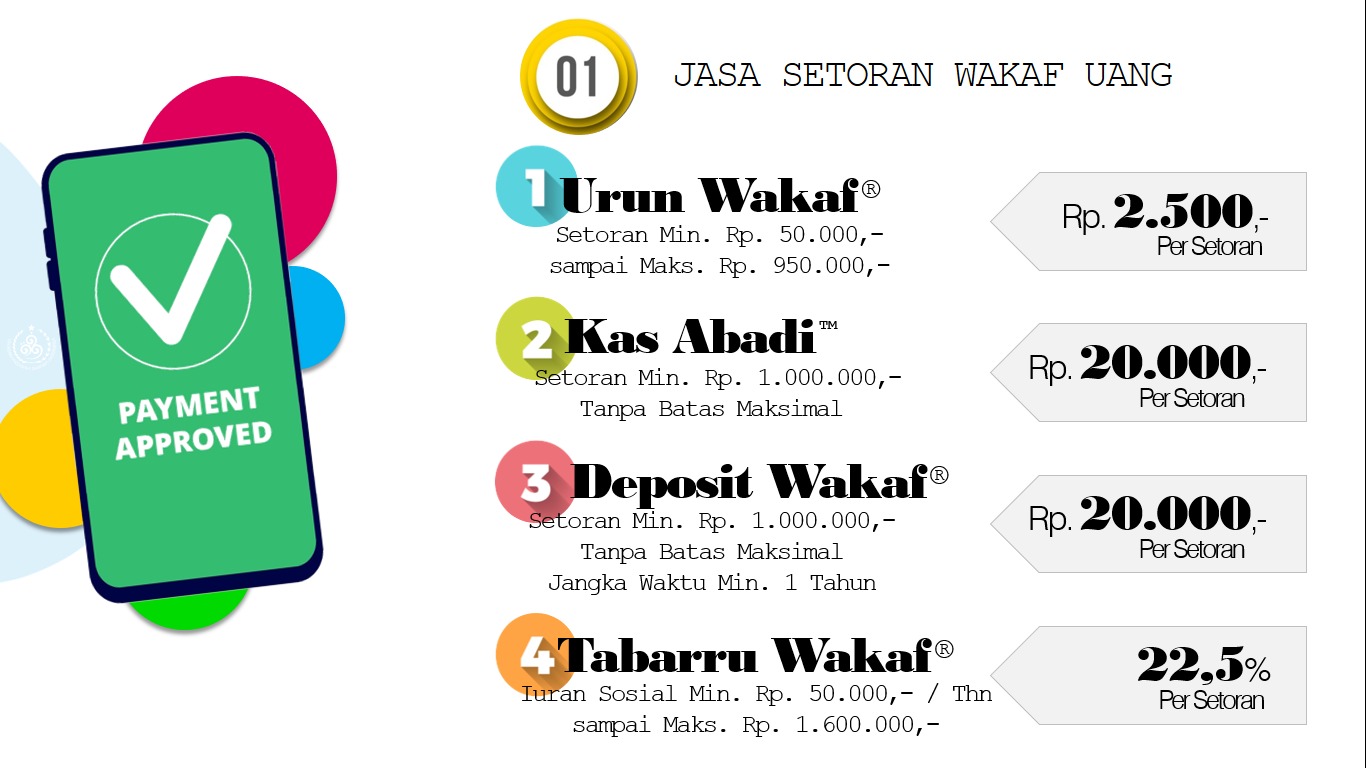 01
JASA SETORAN WAKAF UANG
PAYMENT
APPROVED
1
Urun Wakaf®
Setoran Min. Rp. 50.000,-
sampai Maks. Rp. 950.000,-
Rp. 2.500,-
Per Setoran
2
Kas Abadi™
Setoran Min. Rp. 1.000.000,-
Tanpa Batas Maksimal
Rp. 20.000,-
Per Setoran
3
Deposit Wakaf®
Setoran Min. Rp. 1.000.000,-
Tanpa Batas Maksimal
Jangka Waktu Min. 1 Tahun
Rp. 20.000,-
Per Setoran
4
Tabarru Wakaf®
Iuran Sosial Min. Rp. 50.000,- / Thn
sampai Maks. Rp. 1.600.000,-
22,5%
Per Setoran